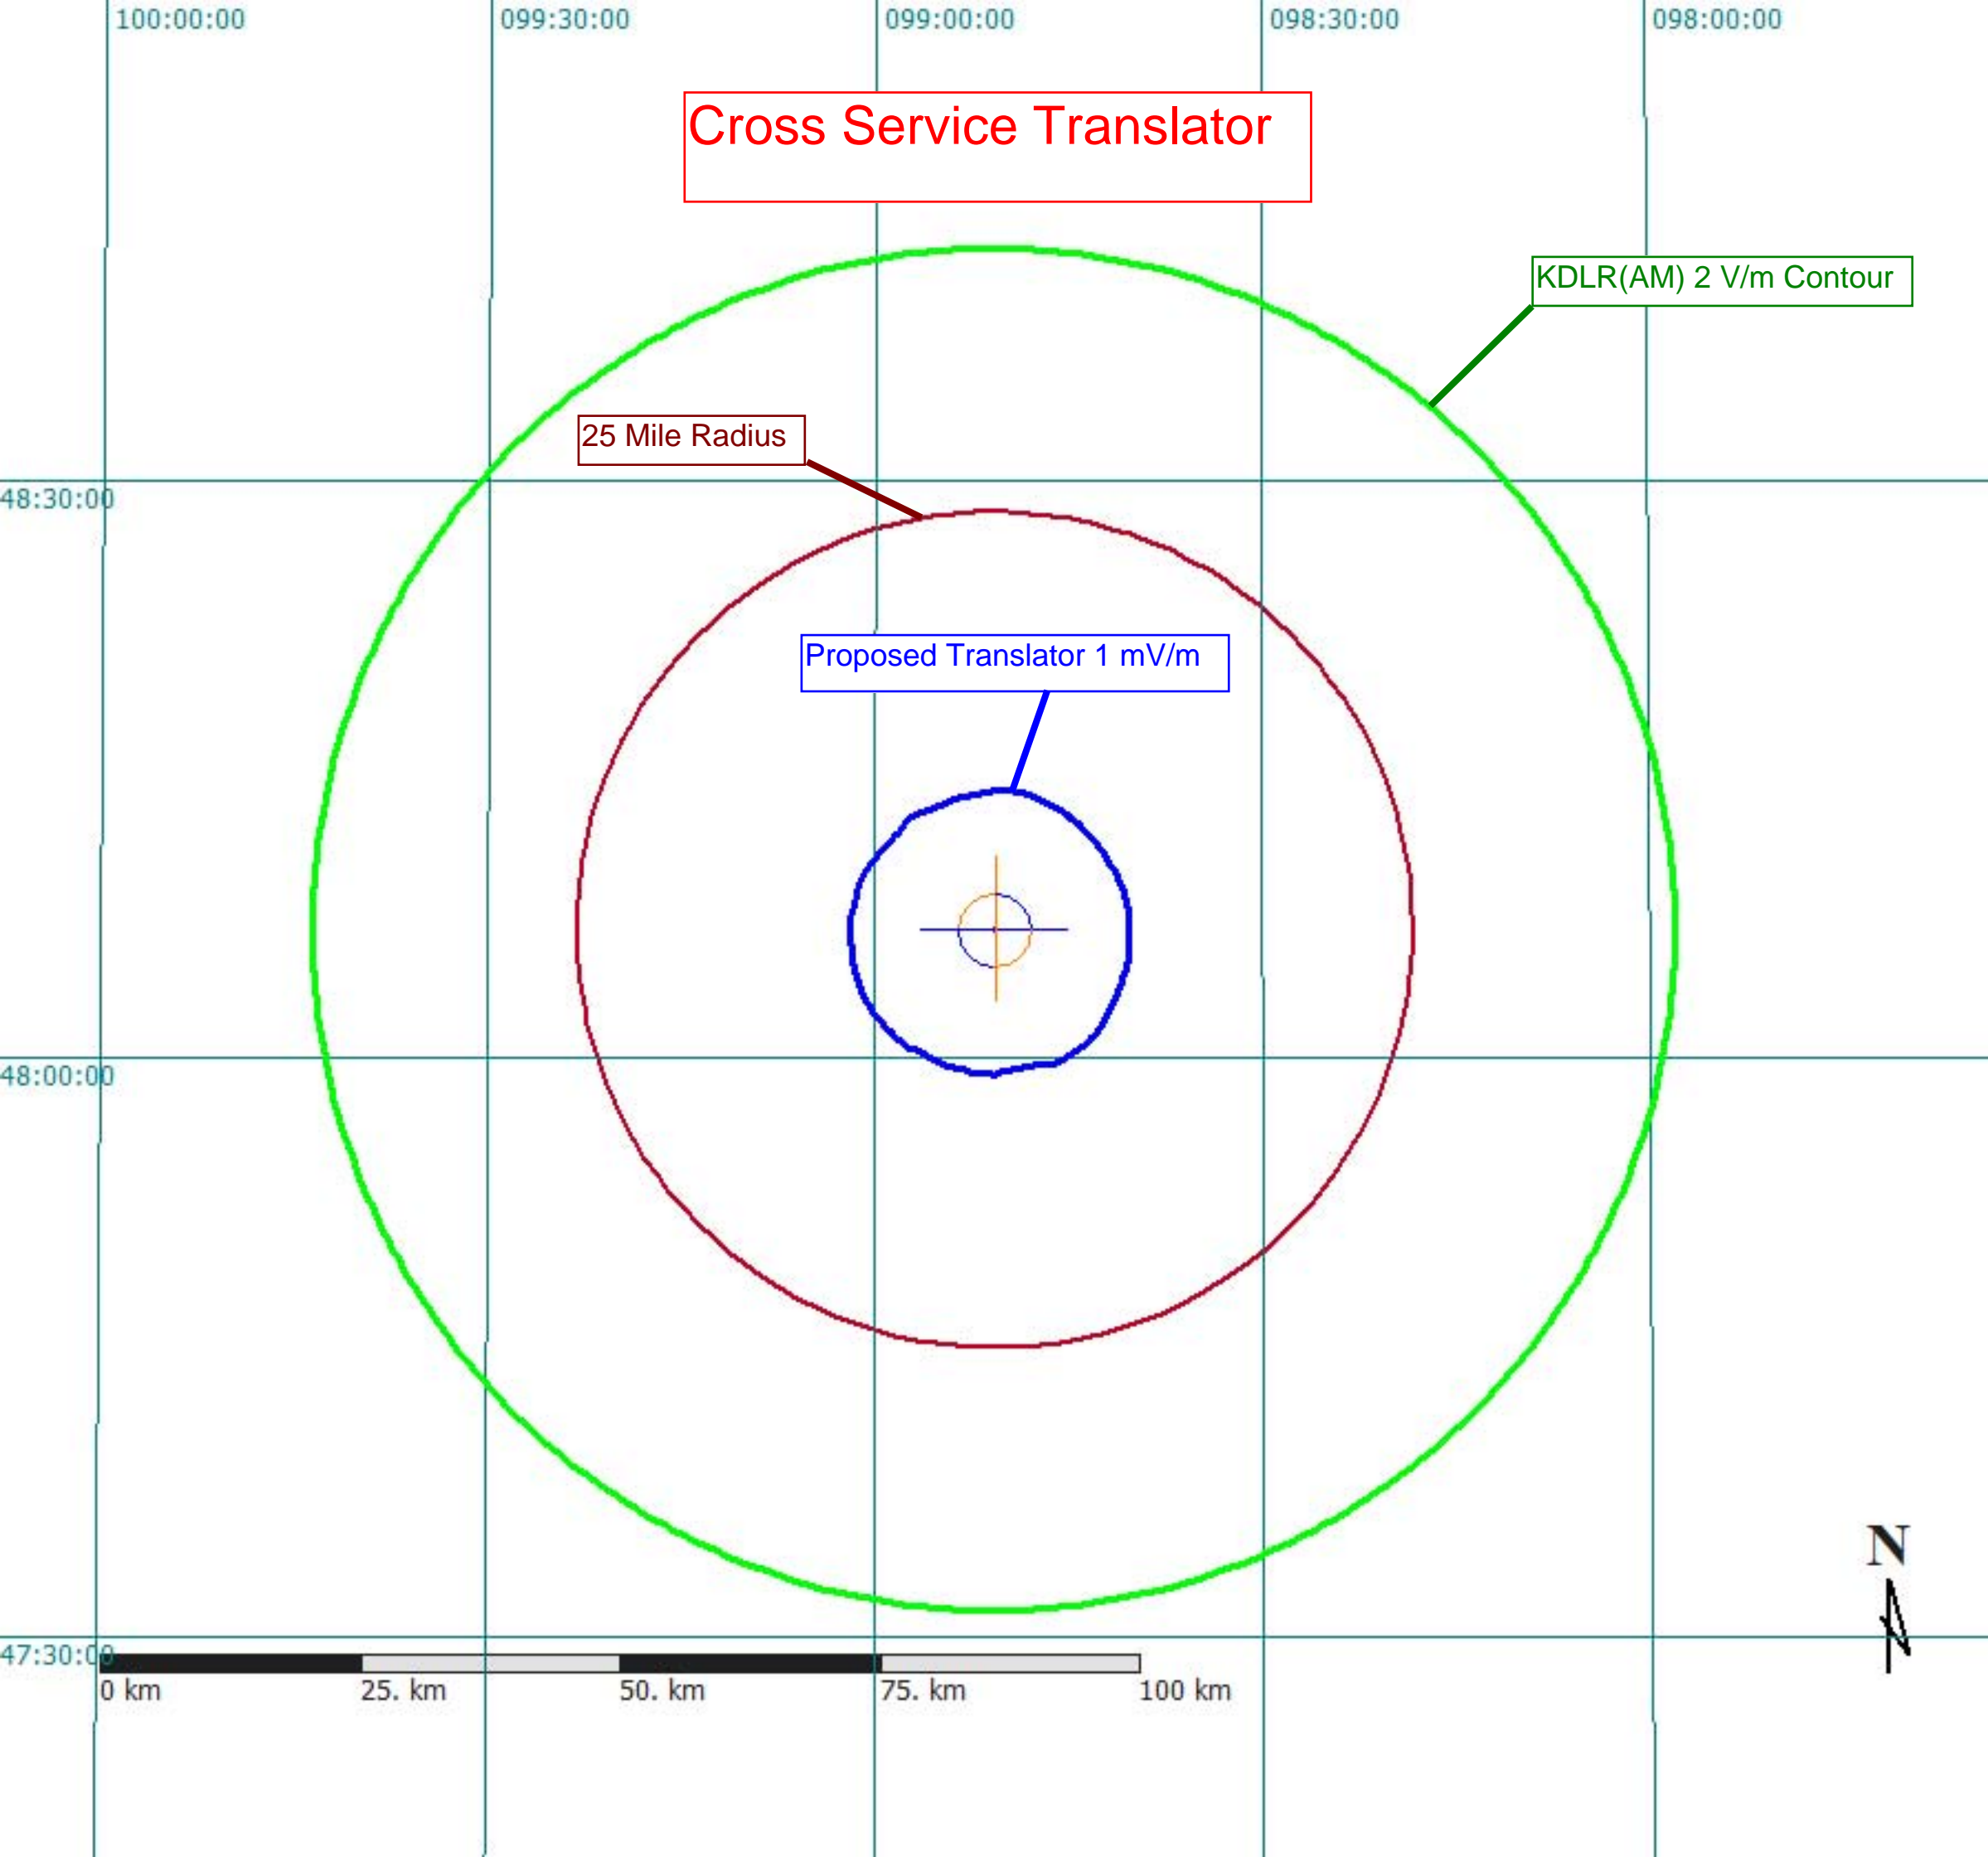 100:00:00
099:30:00
099:00:00
098:30:00
098:00:00
Cross Service Translator
KDLR(AM) 2 V/m Contour
25 Mile Radius
48:30:00
Proposed Translator 1 mV/m
48:00:00
N
47:30:00
0 km
25. km
50. km
75. km
100 km